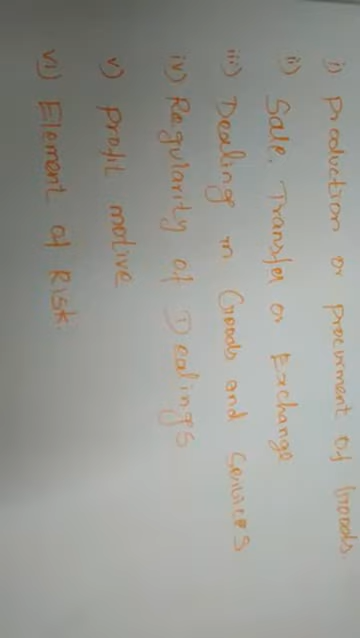 i) Production or procurment of Goods.
ii) Sale, Transfer or Exchange
iii) Dealing in Goods and Services
iv) Regularity of Dealings
v) profit motive
vi) Element of Risk.